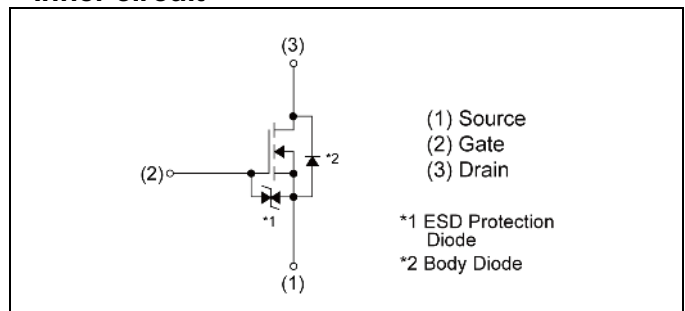 Inner circuit
(3)
(1) Source
(2) Gate
(3) Drain
*2
(2)
*1
*1 ESD Protection
Diode
*2 Body Diode
(1)